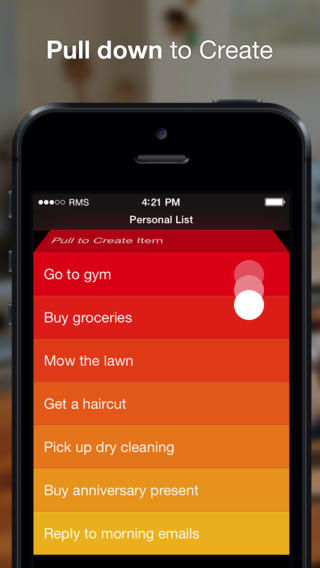 Pull down to Create
RMS 4:21 PM
Personal List
Pull to Create Item
Go to gym
Buy groceries
Mow the lawn
Get a haircut
Pick up dry cleaning
Buy anniversary present
Reply to morning emails